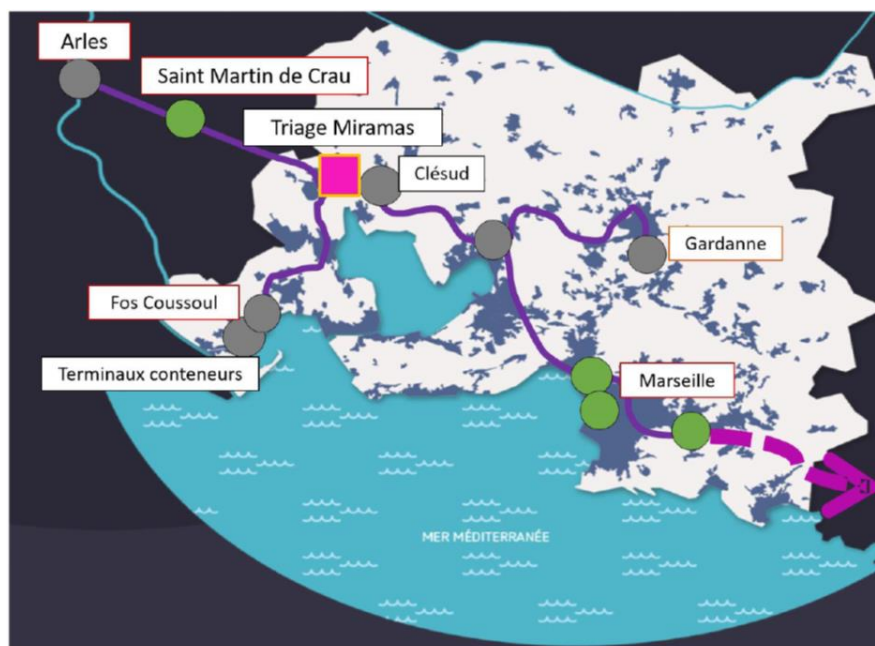 Arles
Saint Martin de Crau
Triage Miramas
Clésud
Gardanne
Fos Coussoul
Terminaux conteneurs
Marseille
MER MÉDITERRANÉE